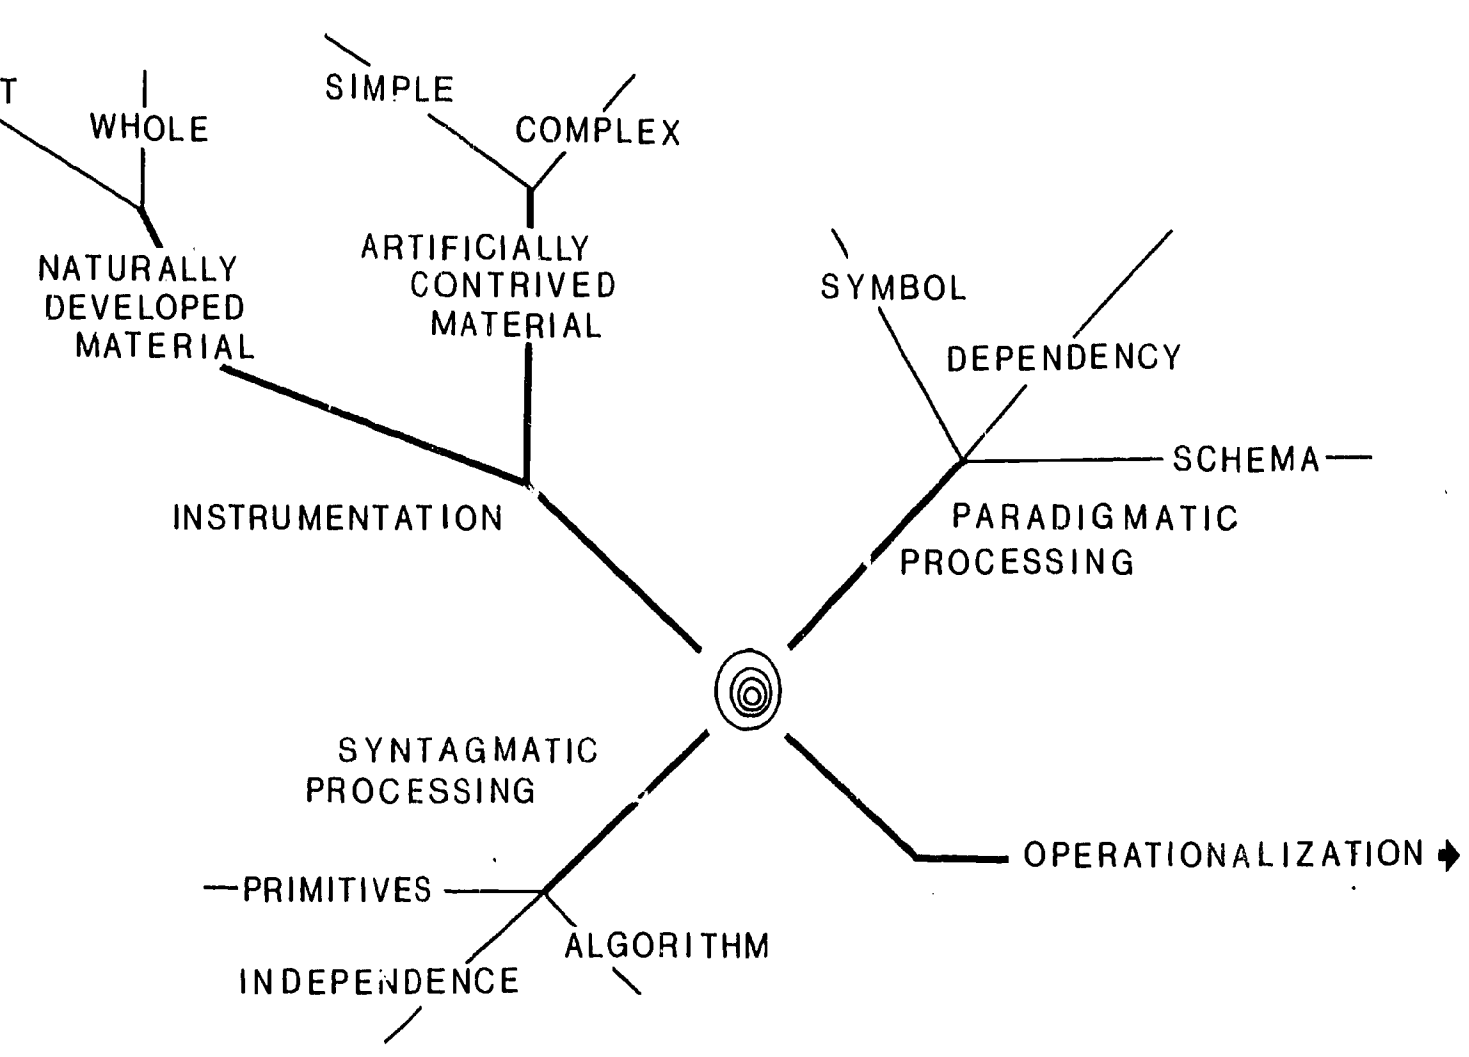 T
WHOLE
SIMPLE
COMPLEX
NATURALLY
DEVELOPED
MATERIAL
ARTIFICIALLY
CONTRIVED
MATERIAL
SYMBOL
DEPENDENCY
SCHEMA
INSTRUMENTATION
PARADIGMATIC
PROCESSING
SYNTAGMATIC
PROCESSING
OPERATIONALIZATION
PRIMITIVES
ALGORITHM
INDEPENDENCE